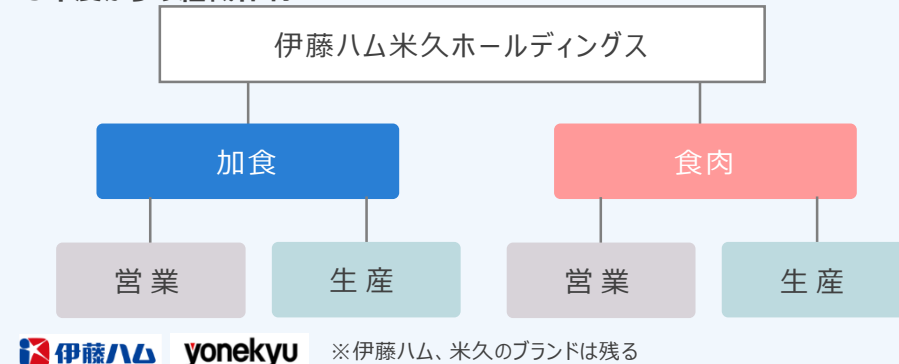 伊藤ハム米久ホールディングス
加食
食肉
営業
生産
営業
生産
伊藤ハム
yonekyu
※伊藤ハム、米久のブランドは残る